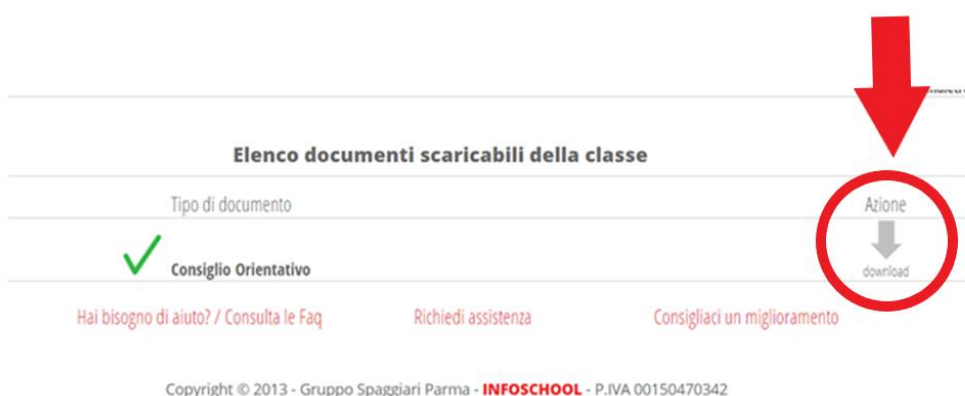 Elenco documenti scaricabili della classe
Tipo di documento Azione
Consiglio Orientativo download
Hai bisogno di aiuto? / Consulta le Faq Richiedi assistenza Consigliaci un miglioramento
Copyright © 2013 - Gruppo Spaggiari Parma - INFOSCHOOL - P.IVA 00150470342